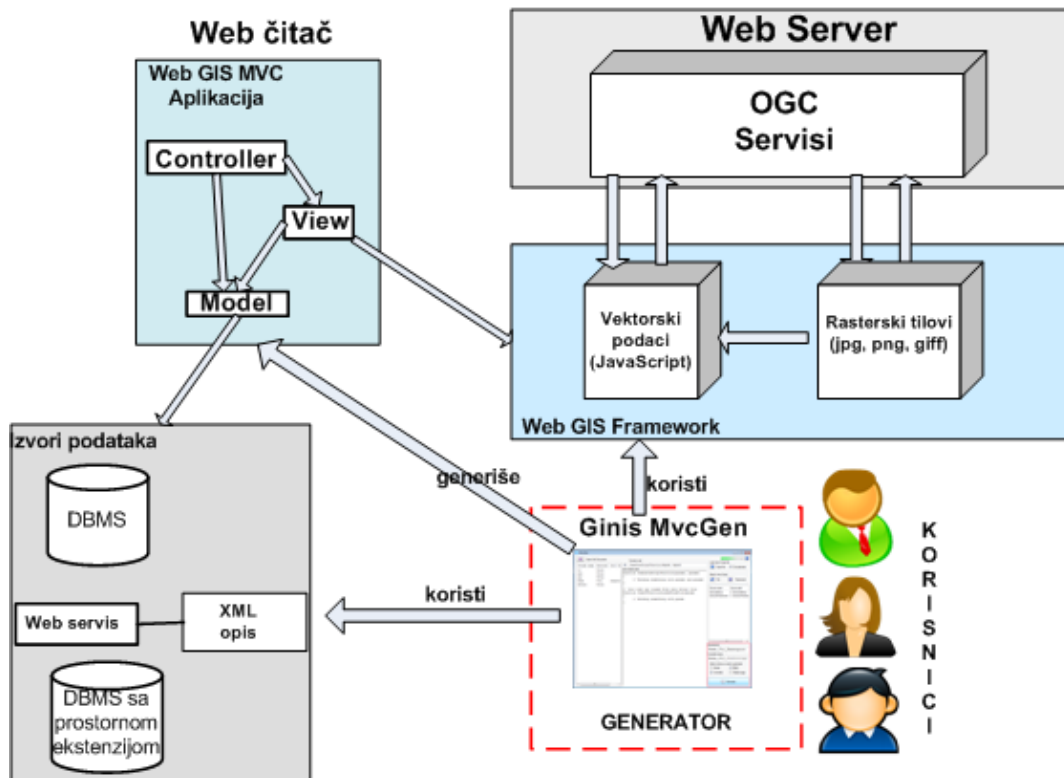 Web čitač
Web GIS MVC
Aplikacija
Controller
View
Model
Web Server
OGC
Servisi
Vektorski
podaci
(JavaScript)
Rasterski tilovi
(jpg, png, giff)
Web GIS Framework
Izvori podataka
DBMS
Web servis
XML
opis
DBMS sa
prostornom
ekstenzijom
generiše
koristi
koristi
Ginis MvcGen
GENERATOR
KORISNICI